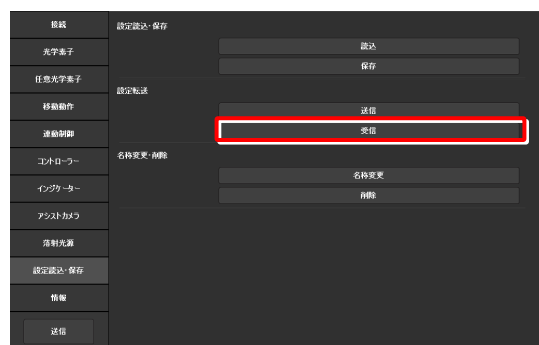 接続
光学素子
任意光学素子
移動動作
連動制御
コントローラー
インジケーター
アシストカメラ
落射光源
設定読込・保存
情報
送信
設定読込・保存
読込
保存
設定転送
送信
受信
名称変更・削除
名称変更
削除